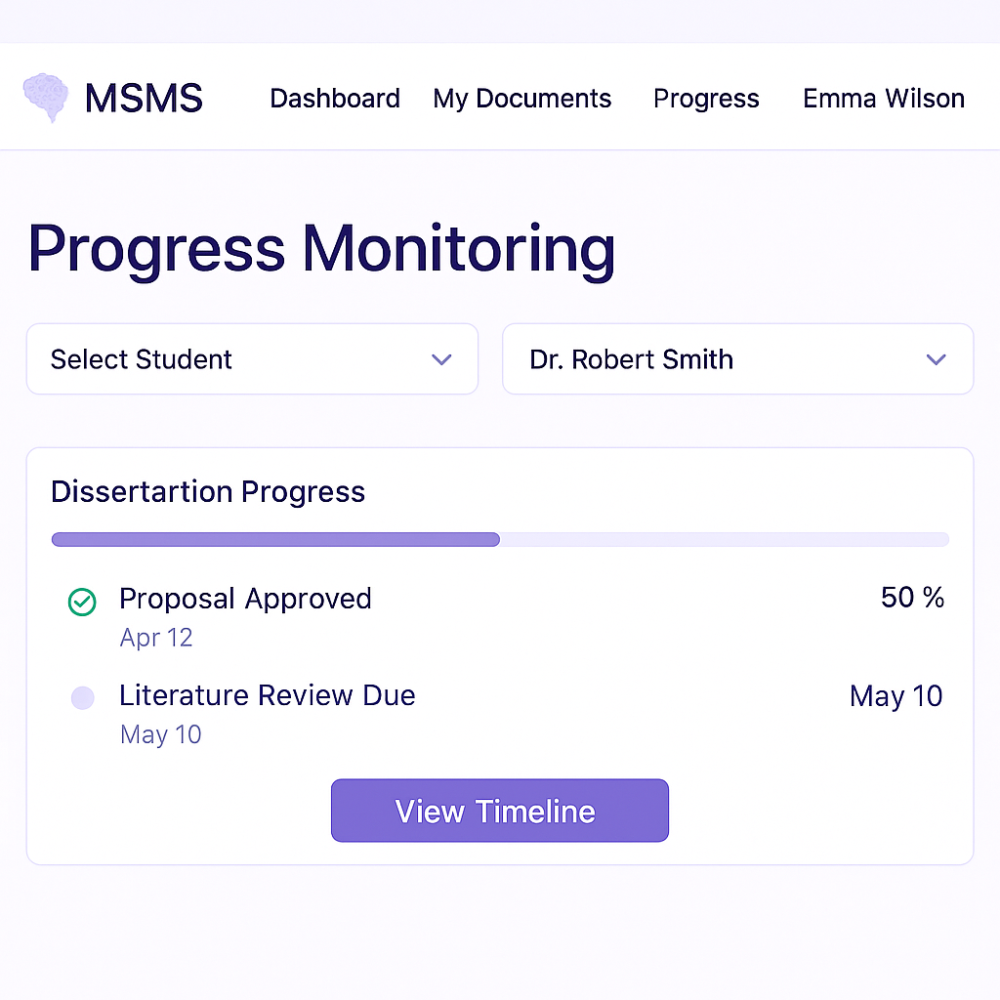 MSMS
Dashboard
My Documents
Progress
Emma Wilson
Progress Monitoring
Select Student
Dr. Robert Smith
Dissertartion Progress
Proposal Approved
50 %
Apr 12
Literature Review Due
May 10
May 10
View Timeline